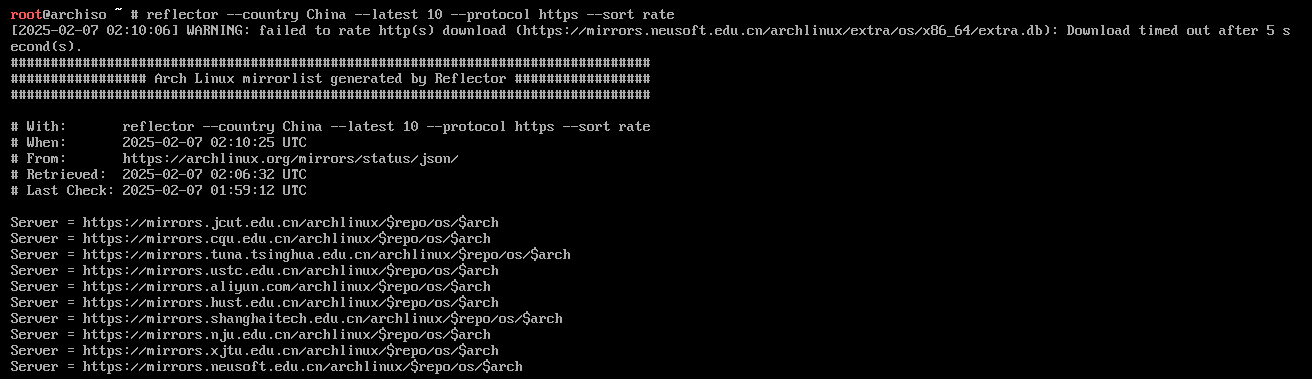 root@archiso ~ # reflector --country China --latest 10 --protocol https --sort rate
[2025-02-07 02:10:06] WARNING: failed to rate http(s) download (https://mirrors.neusoft.edu.cn/archlinux/extra/os/x86_64/extra.db): Download timed out after 5 s
econd(s).
################################################################################
################# Arch Linux mirrorlist generated by Reflector #################
################################################################################
# With:       reflector --country China --latest 10 --protocol https --sort rate
# When:       2025-02-07 02:10:25 UTC
# From:       https://archlinux.org/mirrors/status/json/
# Retrieved:  2025-02-07 02:06:32 UTC
# Last Check: 2025-02-07 01:59:12 UTC
Server = https://mirrors.jcut.edu.cn/archlinux/$repo/os/$arch
Server = https://mirrors.cqu.edu.cn/archlinux/$repo/os/$arch
Server = https://mirrors.tuna.tsinghua.edu.cn/archlinux/$repo/os/$arch
Server = https://mirrors.ustc.edu.cn/archlinux/$repo/os/$arch
Server = https://mirrors.aliyun.com/archlinux/$repo/os/$arch
Server = https://mirrors.hust.edu.cn/archlinux/$repo/os/$arch
Server = https://mirrors.shanghaitech.edu.cn/archlinux/$repo/os/$arch
Server = https://mirrors.nju.edu.cn/archlinux/$repo/os/$arch
Server = https://mirrors.xjtu.edu.cn/archlinux/$repo/os/$arch
Server = https://mirrors.neusoft.edu.cn/archlinux/$repo/os/$arch